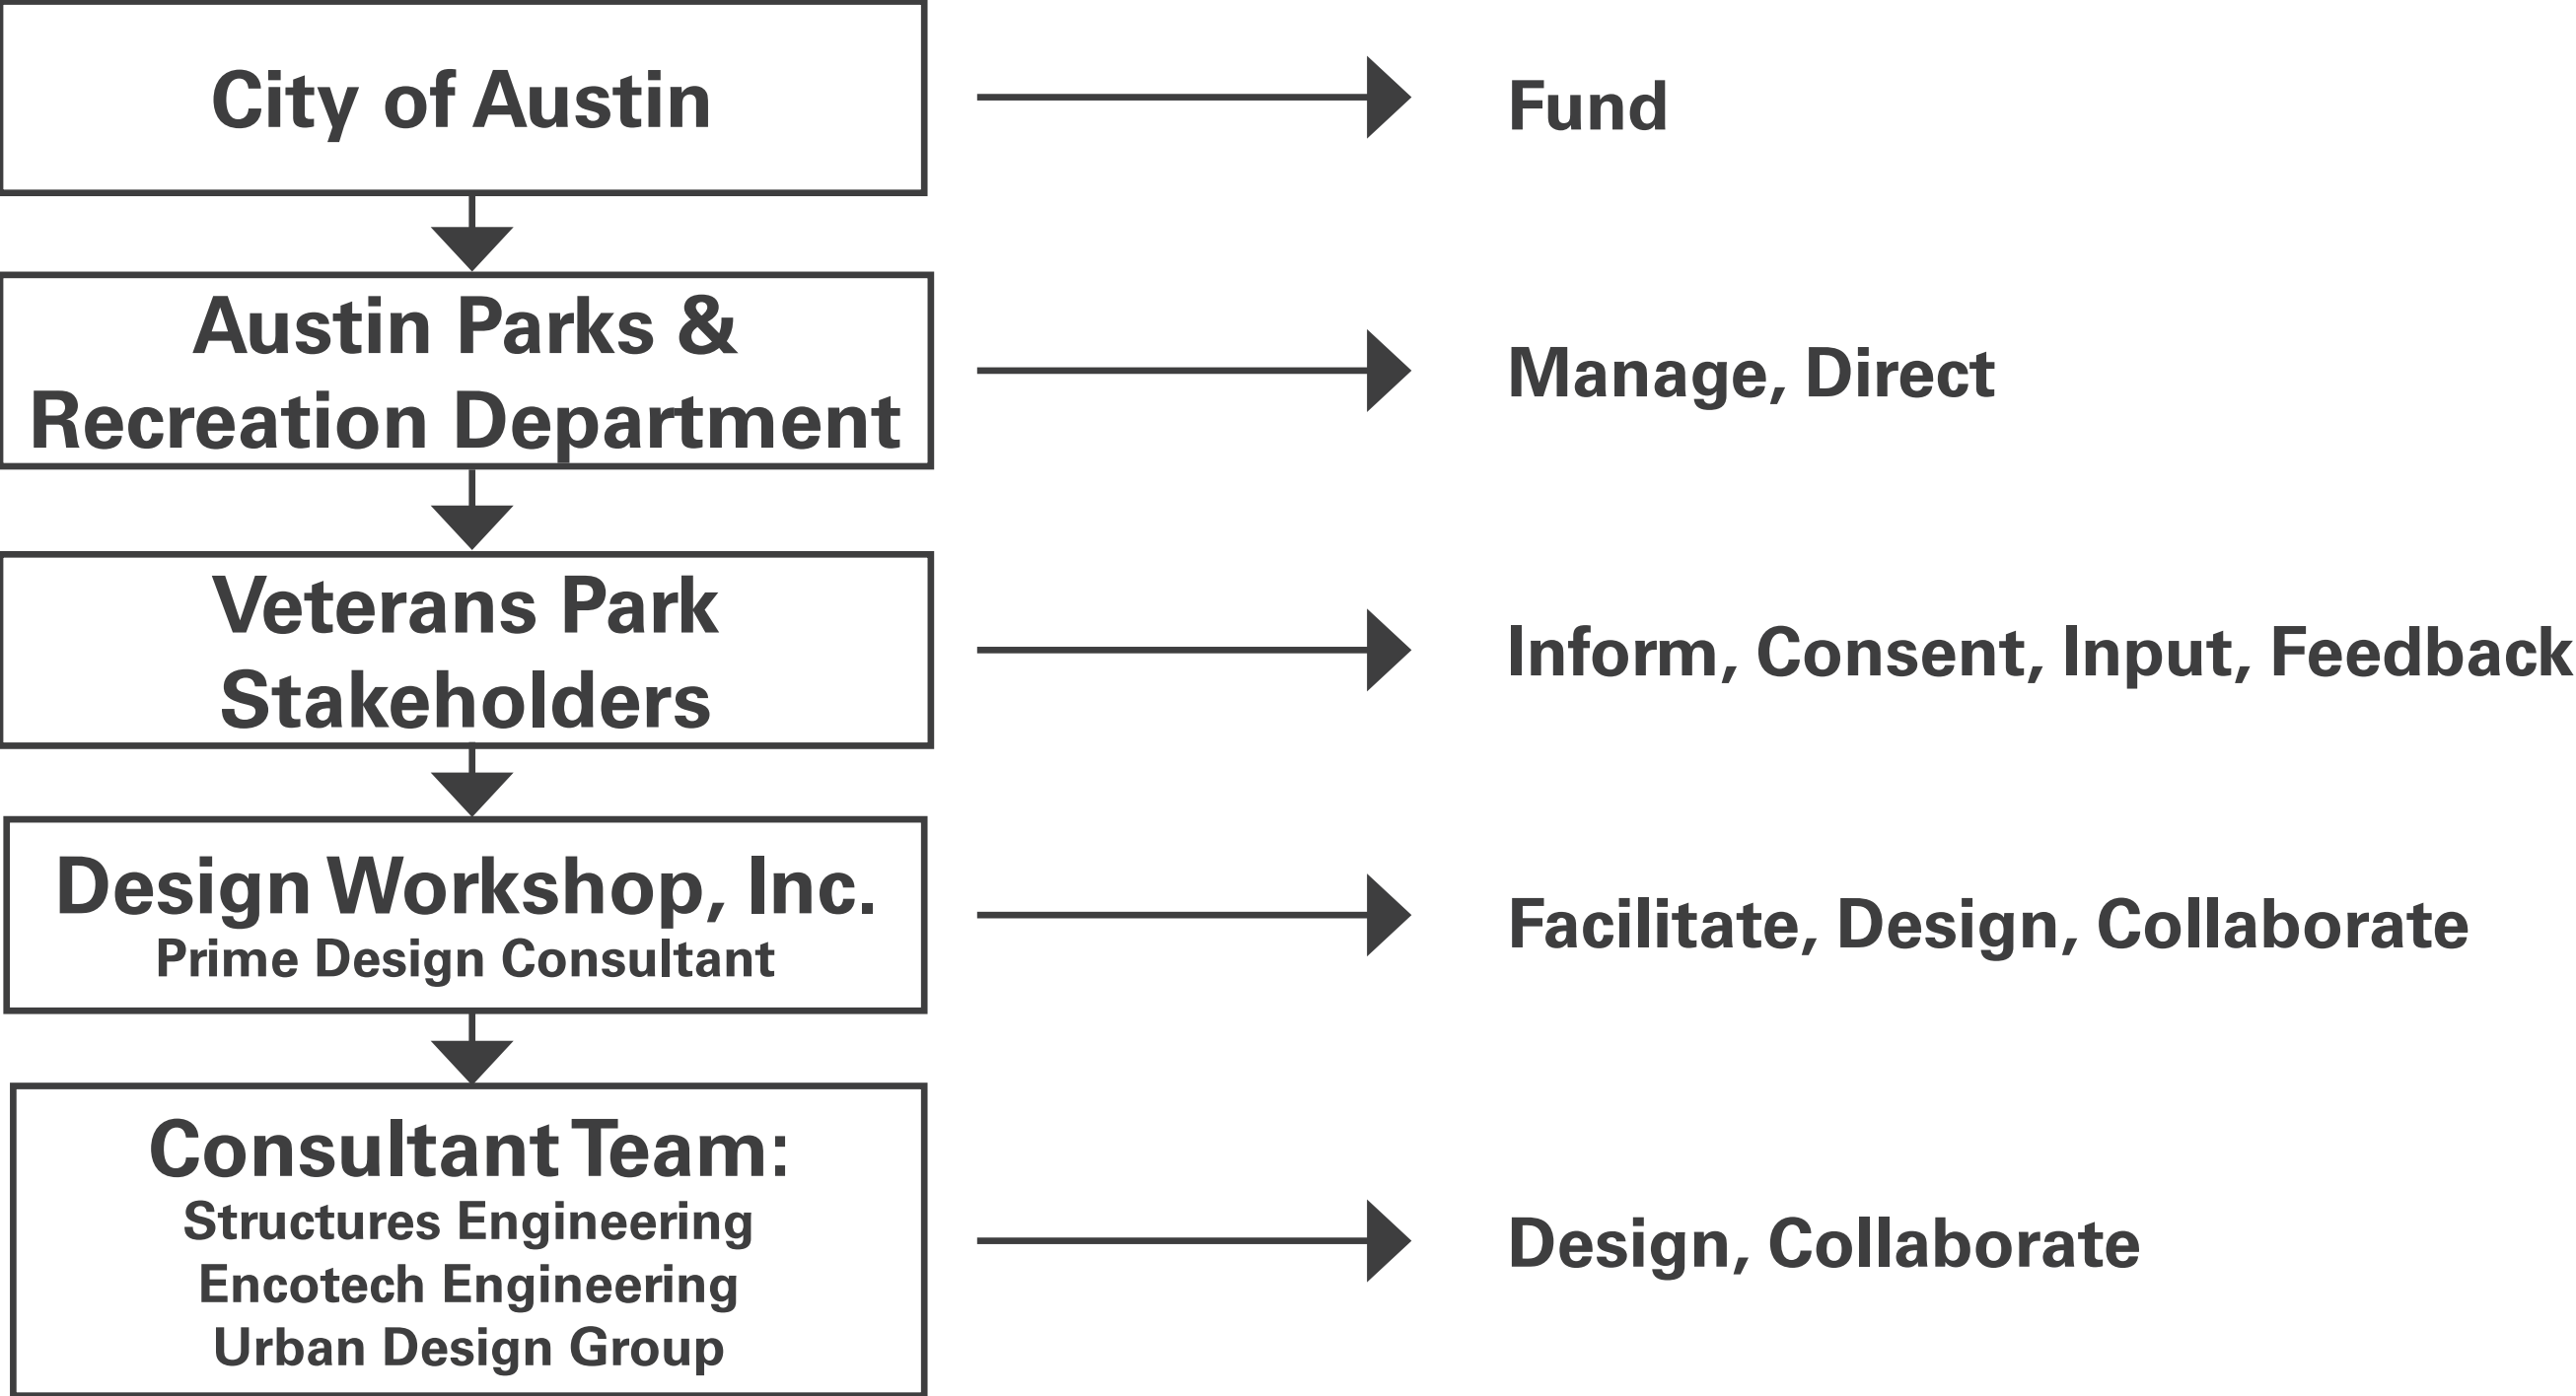 City of Austin
Fund
Austin Parks &
Recreation Department
Manage, Direct
Veterans Park
Stakeholders
Inform, Consent, Input, Feedback
Design Workshop, Inc.
Prime Design Consultant
Facilitate, Design, Collaborate
Consultant Team:
Structures Engineering
Encotech Engineering
Urban Design Group
Design, Collaborate